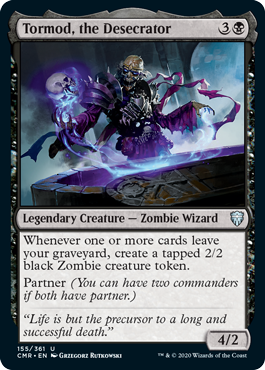 Tormod, the Desecrator 3
Legendary Creature — Zombie Wizard
Whenever one or more cards leave
your graveyard, create a tapped 2/2
black Zombie creature token.
Partner (You can have two commanders
if both have partner.)
“Life is but the precursor to a long
and successful death.”
4/2
155/361 U
CMR • EN GRZEGORZ RUTKOWSKI
™ & © 2020 Wizards of the Coast